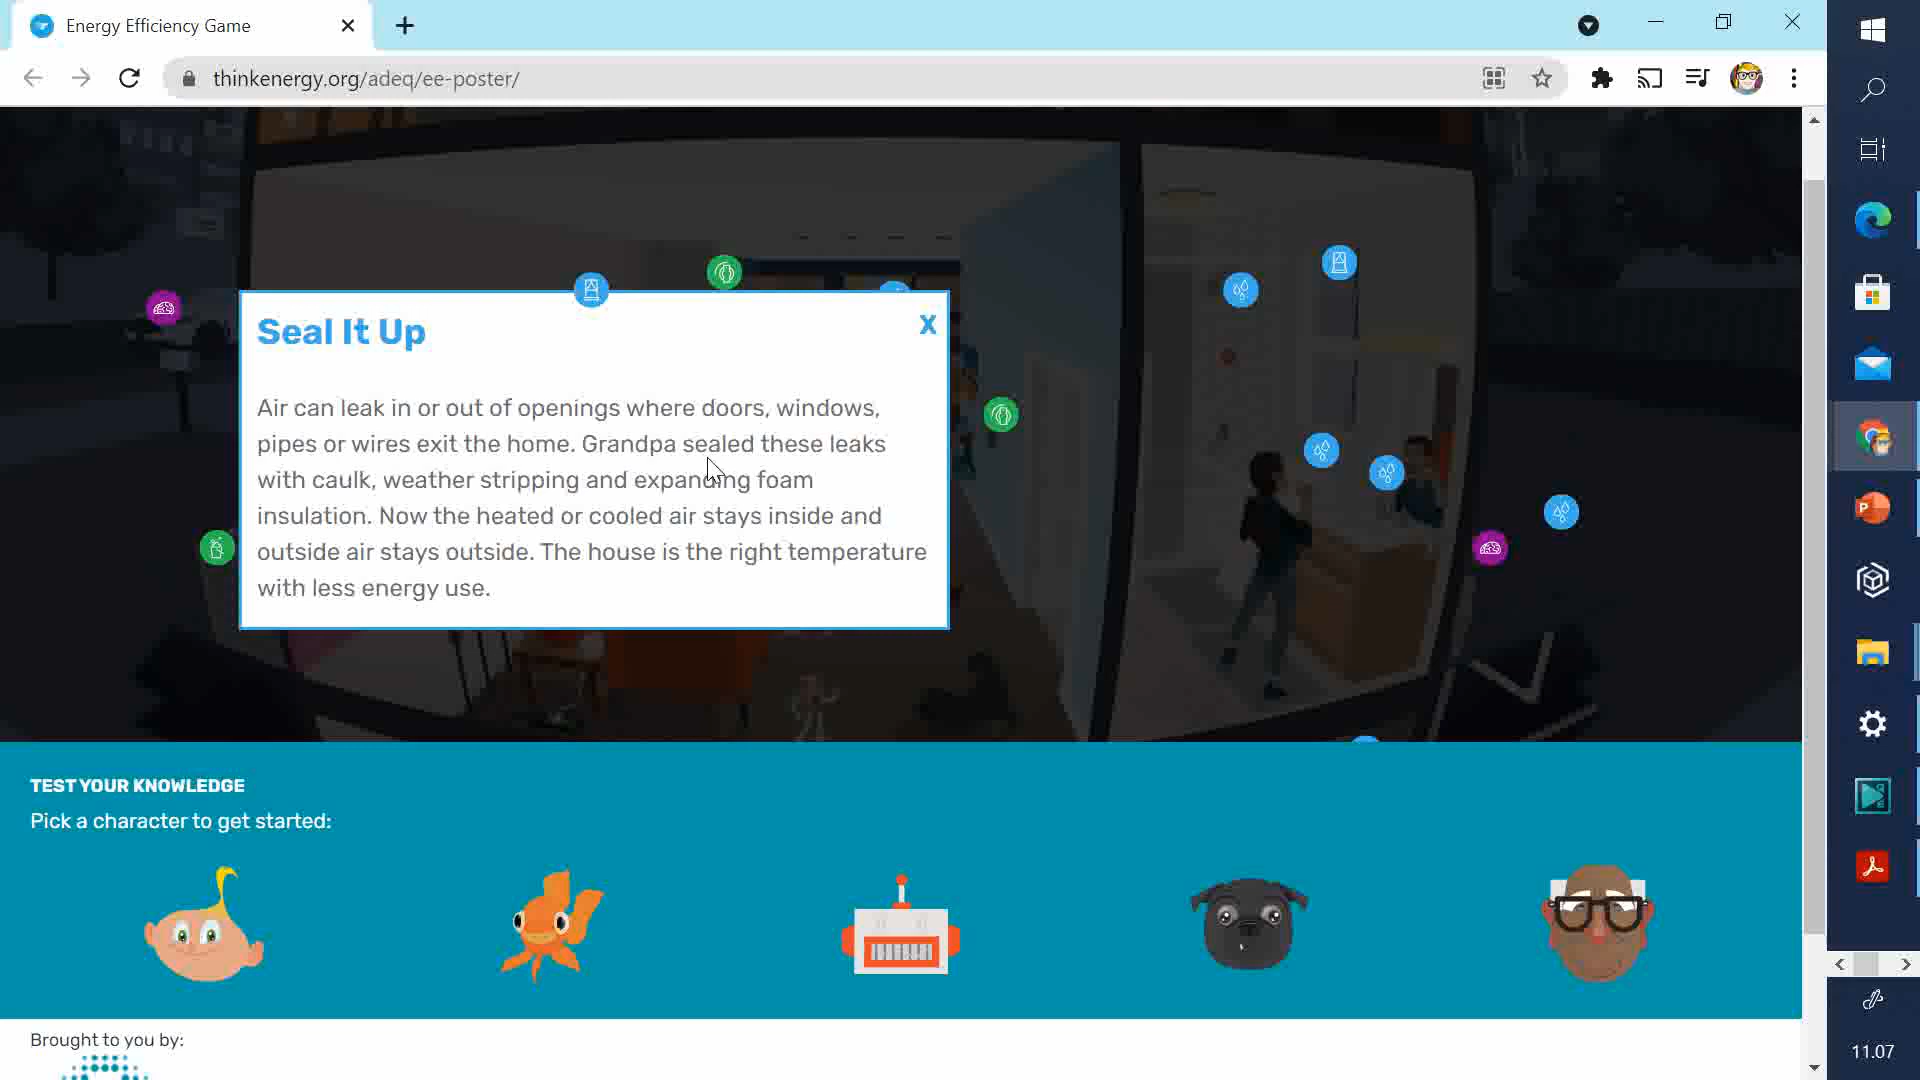 Energy Efficiency Game
thinkenergy.org/adeq/ee-poster/
Seal It Up
X
Air can leak in or out of openings where doors, windows,
pipes or wires exit the home. Grandpa sealed these leaks
with caulk, weather stripping and expanding foam
insulation. Now the heated or cooled air stays inside and
outside air stays outside. The house is the right temperature
with less energy use.
TEST YOUR KNOWLEDGE
Pick a character to get started:
Brought to you by:
11.07